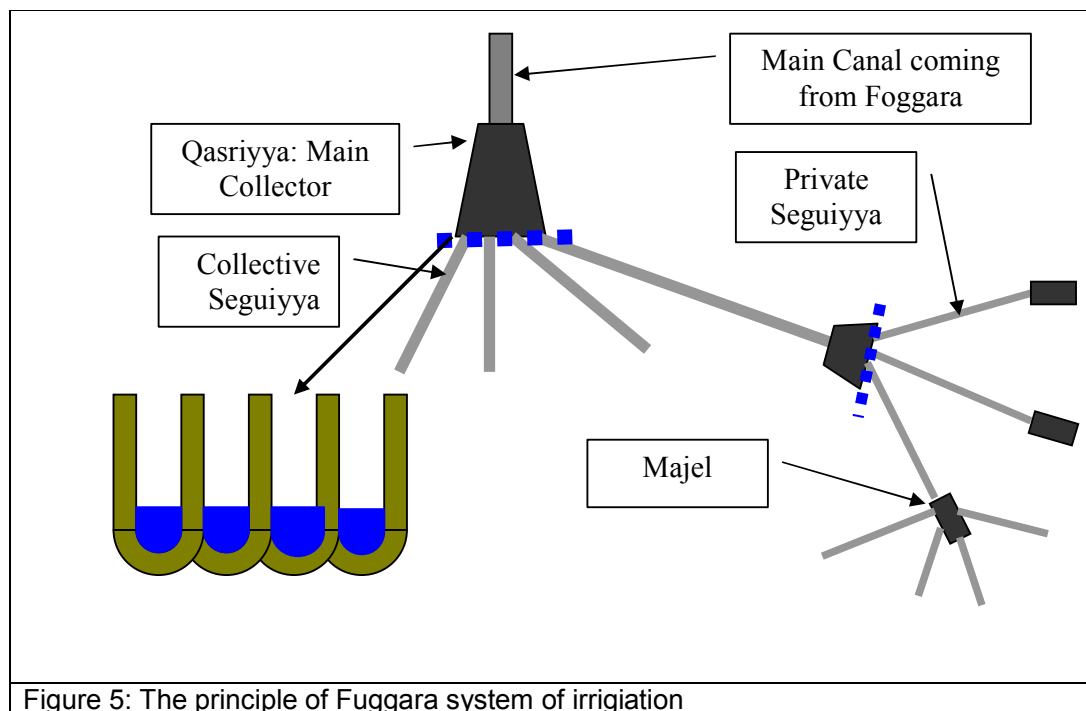 Main Canal coming
from Foggara
Qasriyya: Main
Collector
Private
Seguiyya
Collective
Seguiyya
Majel
Figure 5: The principle of Fuggara system of irrigiation